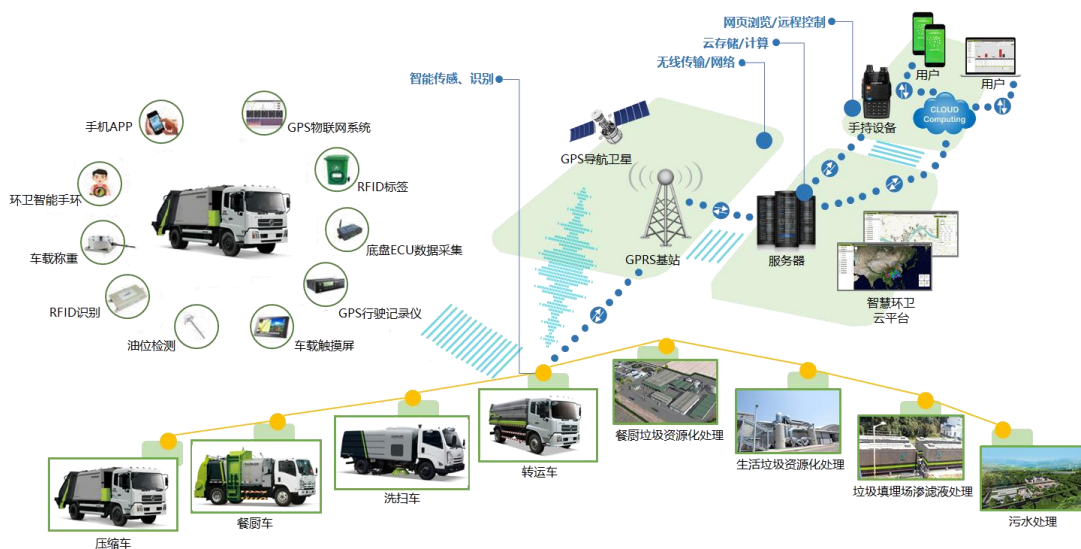 网页浏览/远程控制
云存储/计算
无线传输/网络
智能传感、识别
用户
用户
手机APP
GPS物联网系统
GPS导航卫星
手持设备
CLOUD
Computing
环卫智能手环
RFID标签
车载称重
底盘ECU数据采集
GPRS基站
服务器
RFID识别
GPS行驶记录仪
智慧环卫
云平台
油位检测
车载触摸屏
压缩车
餐厨车
洗扫车
转运车
餐厨垃圾资源化处理
生活垃圾资源化处理
垃圾填埋场渗滤液处理
污水处理